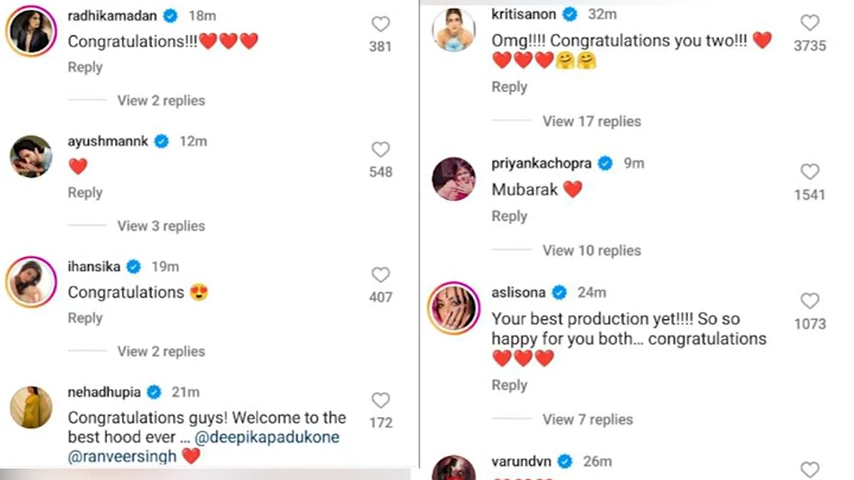 radhikamadan 18m
Congratulations!!!❤️❤️❤️
381
Reply
View 2 replies
ayushmannk 12m
❤️
548
Reply
View 3 replies
ihansika 19m
Congratulations 😍
407
Reply
View 2 replies
nehadhupia 21m
Congratulations guys! Welcome to the
172
best hood ever ... @deepikapadukone
@ranveersingh ❤️
kritisanon 32m
Omg!!!! Congratulations you two!!! ❤️
3735
❤️❤️❤️🤗🤗
Reply
View 17 replies
priyankachopra 9m
Mubarak ❤️
1541
Reply
View 10 replies
aslisona 24m
Your best production yet!!!! So so
1073
happy for you both... congratulations
❤️❤️❤️
Reply
View 7 replies
varundvn 26m